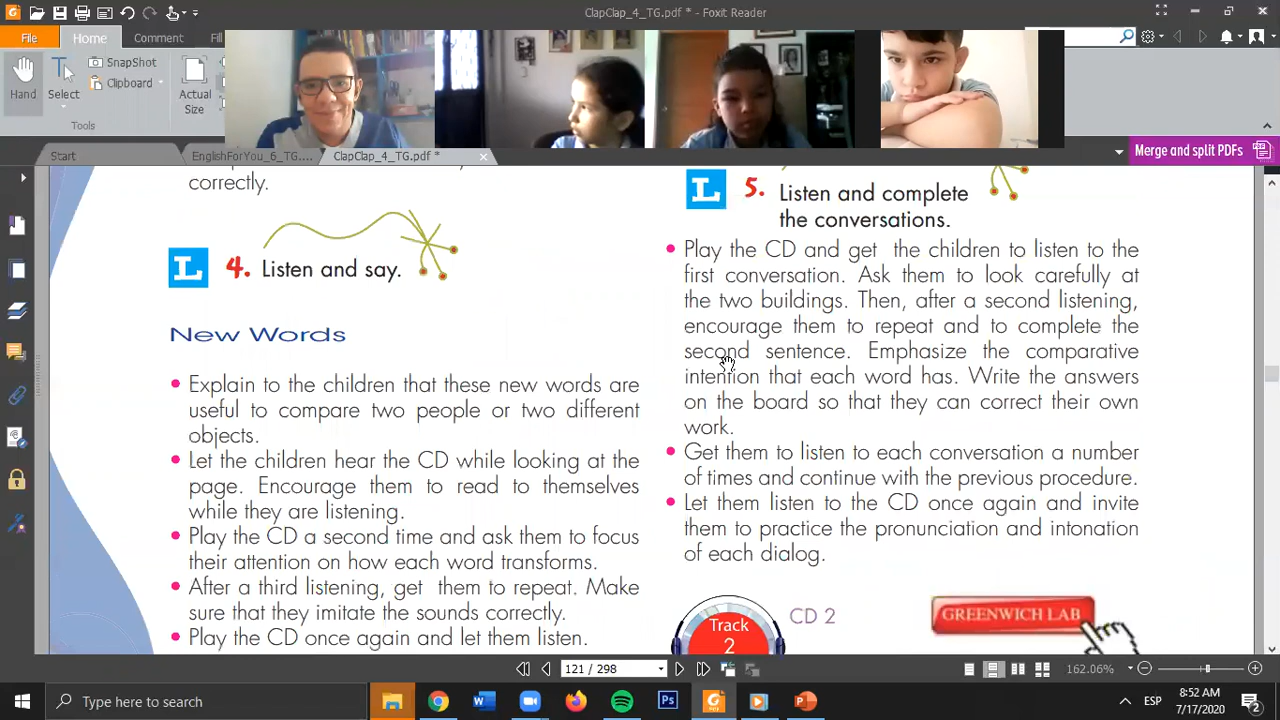 ClapClap_4_TG.pdf * - Foxit Reader
File
Home
Comment
Fill
Hand
Select
SnapShot
Clipboard
Actual
Size
Tools
Start
EnglishForYou_6_TG....
ClapClap_4_TG.pdf *
Merge and split PDFs
correctly.
L 4. Listen and say.
New Words
• Explain to the children that these new words are
useful to compare two people or two different
objects.
• Let the children hear the CD while looking at the
page. Encourage them to read to themselves
while they are listening.
• Play the CD a second time and ask them to focus
their attention on how each word transforms.
• After a third listening, get them to repeat. Make
sure that they imitate the sounds correctly.
• Play the CD once again and let them listen.
L 5. Listen and complete
the conversations.
• Play the CD and get the children to listen to the
first conversation. Ask them to look carefully at
the two buildings. Then, after a second listening,
encourage them to repeat and to complete the
second sentence. Emphasize the comparative
intention that each word has. Write the answers
on the board so that they can correct their own
work.
• Get them to listen to each conversation a number
of times and continue with the previous procedure.
• Let them listen to the CD once again and invite
them to practice the pronunciation and intonation
of each dialog.
Track
2
CD 2
GREENWICH LAB
121 / 298
162.06%
Type here to search
ESP
8:52 AM
7/17/2020
2